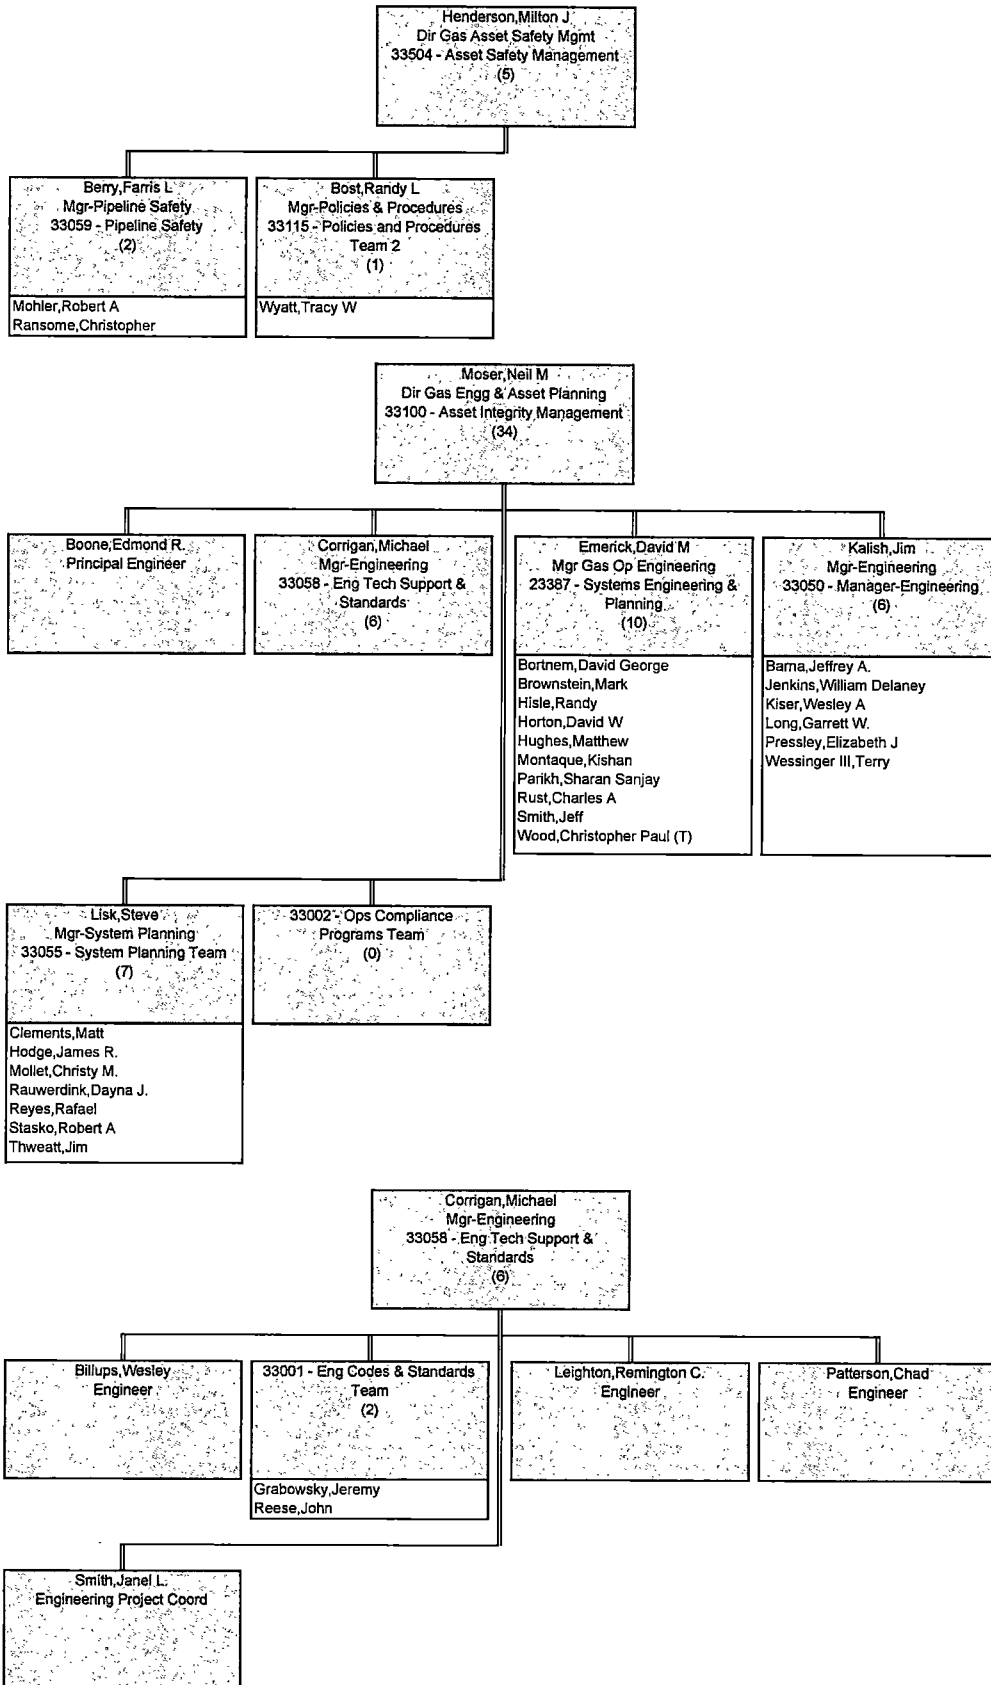 Henderson,Milton J
Dir Gas Asset Safety Mgmt
33504 - Asset Safety Management
(5)
Berry,Farris L
Mgr-Pipeline Safety
33059 - Pipeline Safety
(2)
Mohler,Robert A
Ransome,Christopher
Bost,Randy L
Mgr-Policies & Procedures
33115 - Policies and Procedures
Team 2
(1)
Wyatt,Tracy W
Moser,Neil M
Dir Gas Engg & Asset Planning
33100 - Asset Integrity Management
(34)
Boone,Edmond R.
Principal Engineer
Corrigan,Michael
Mgr-Engineering
33058 - Eng Tech Support &
Standards
(6)
Emerick,David M
Mgr Gas Op Engineering
23387 - Systems Engineering &
Planning
(10)
Bortnem,David George
Brownstein,Mark
Hisle,Randy
Horton,David W
Hughes,Matthew
Montaque,Kishan
Parikh,Sharan Sanjay
Rust,Charles A
Smith,Jeff
Wood,Christopher Paul (T)
Kalish,Jim
Mgr-Engineering
33050 - Manager-Engineering
(6)
Barna,Jeffrey A.
Jenkins,William Delaney
Kiser,Wesley A
Long,Garrett W.
Pressley,Elizabeth J
Wessinger III,Terry
Lisk,Steve
Mgr-System Planning
33055 - System Planning Team
(7)
Clements,Matt
Hodge,James R.
Mollet,Christy M.
Rauwerdink,Dayna J.
Reyes,Rafael
Stasko,Robert A
Thweatt,Jim
33002 - Ops Compliance
Programs Team
(0)
Corrigan,Michael
Mgr-Engineering
33058 - Eng Tech Support &
Standards
(6)
Billups,Wesley
Engineer
33001 - Eng Codes & Standards
Team
(2)
Grabowsky,Jeremy
Reese,John
Leighton,Remington C.
Engineer
Patterson,Chad
Engineer
Smith,Janel L.
Engineering Project Coord